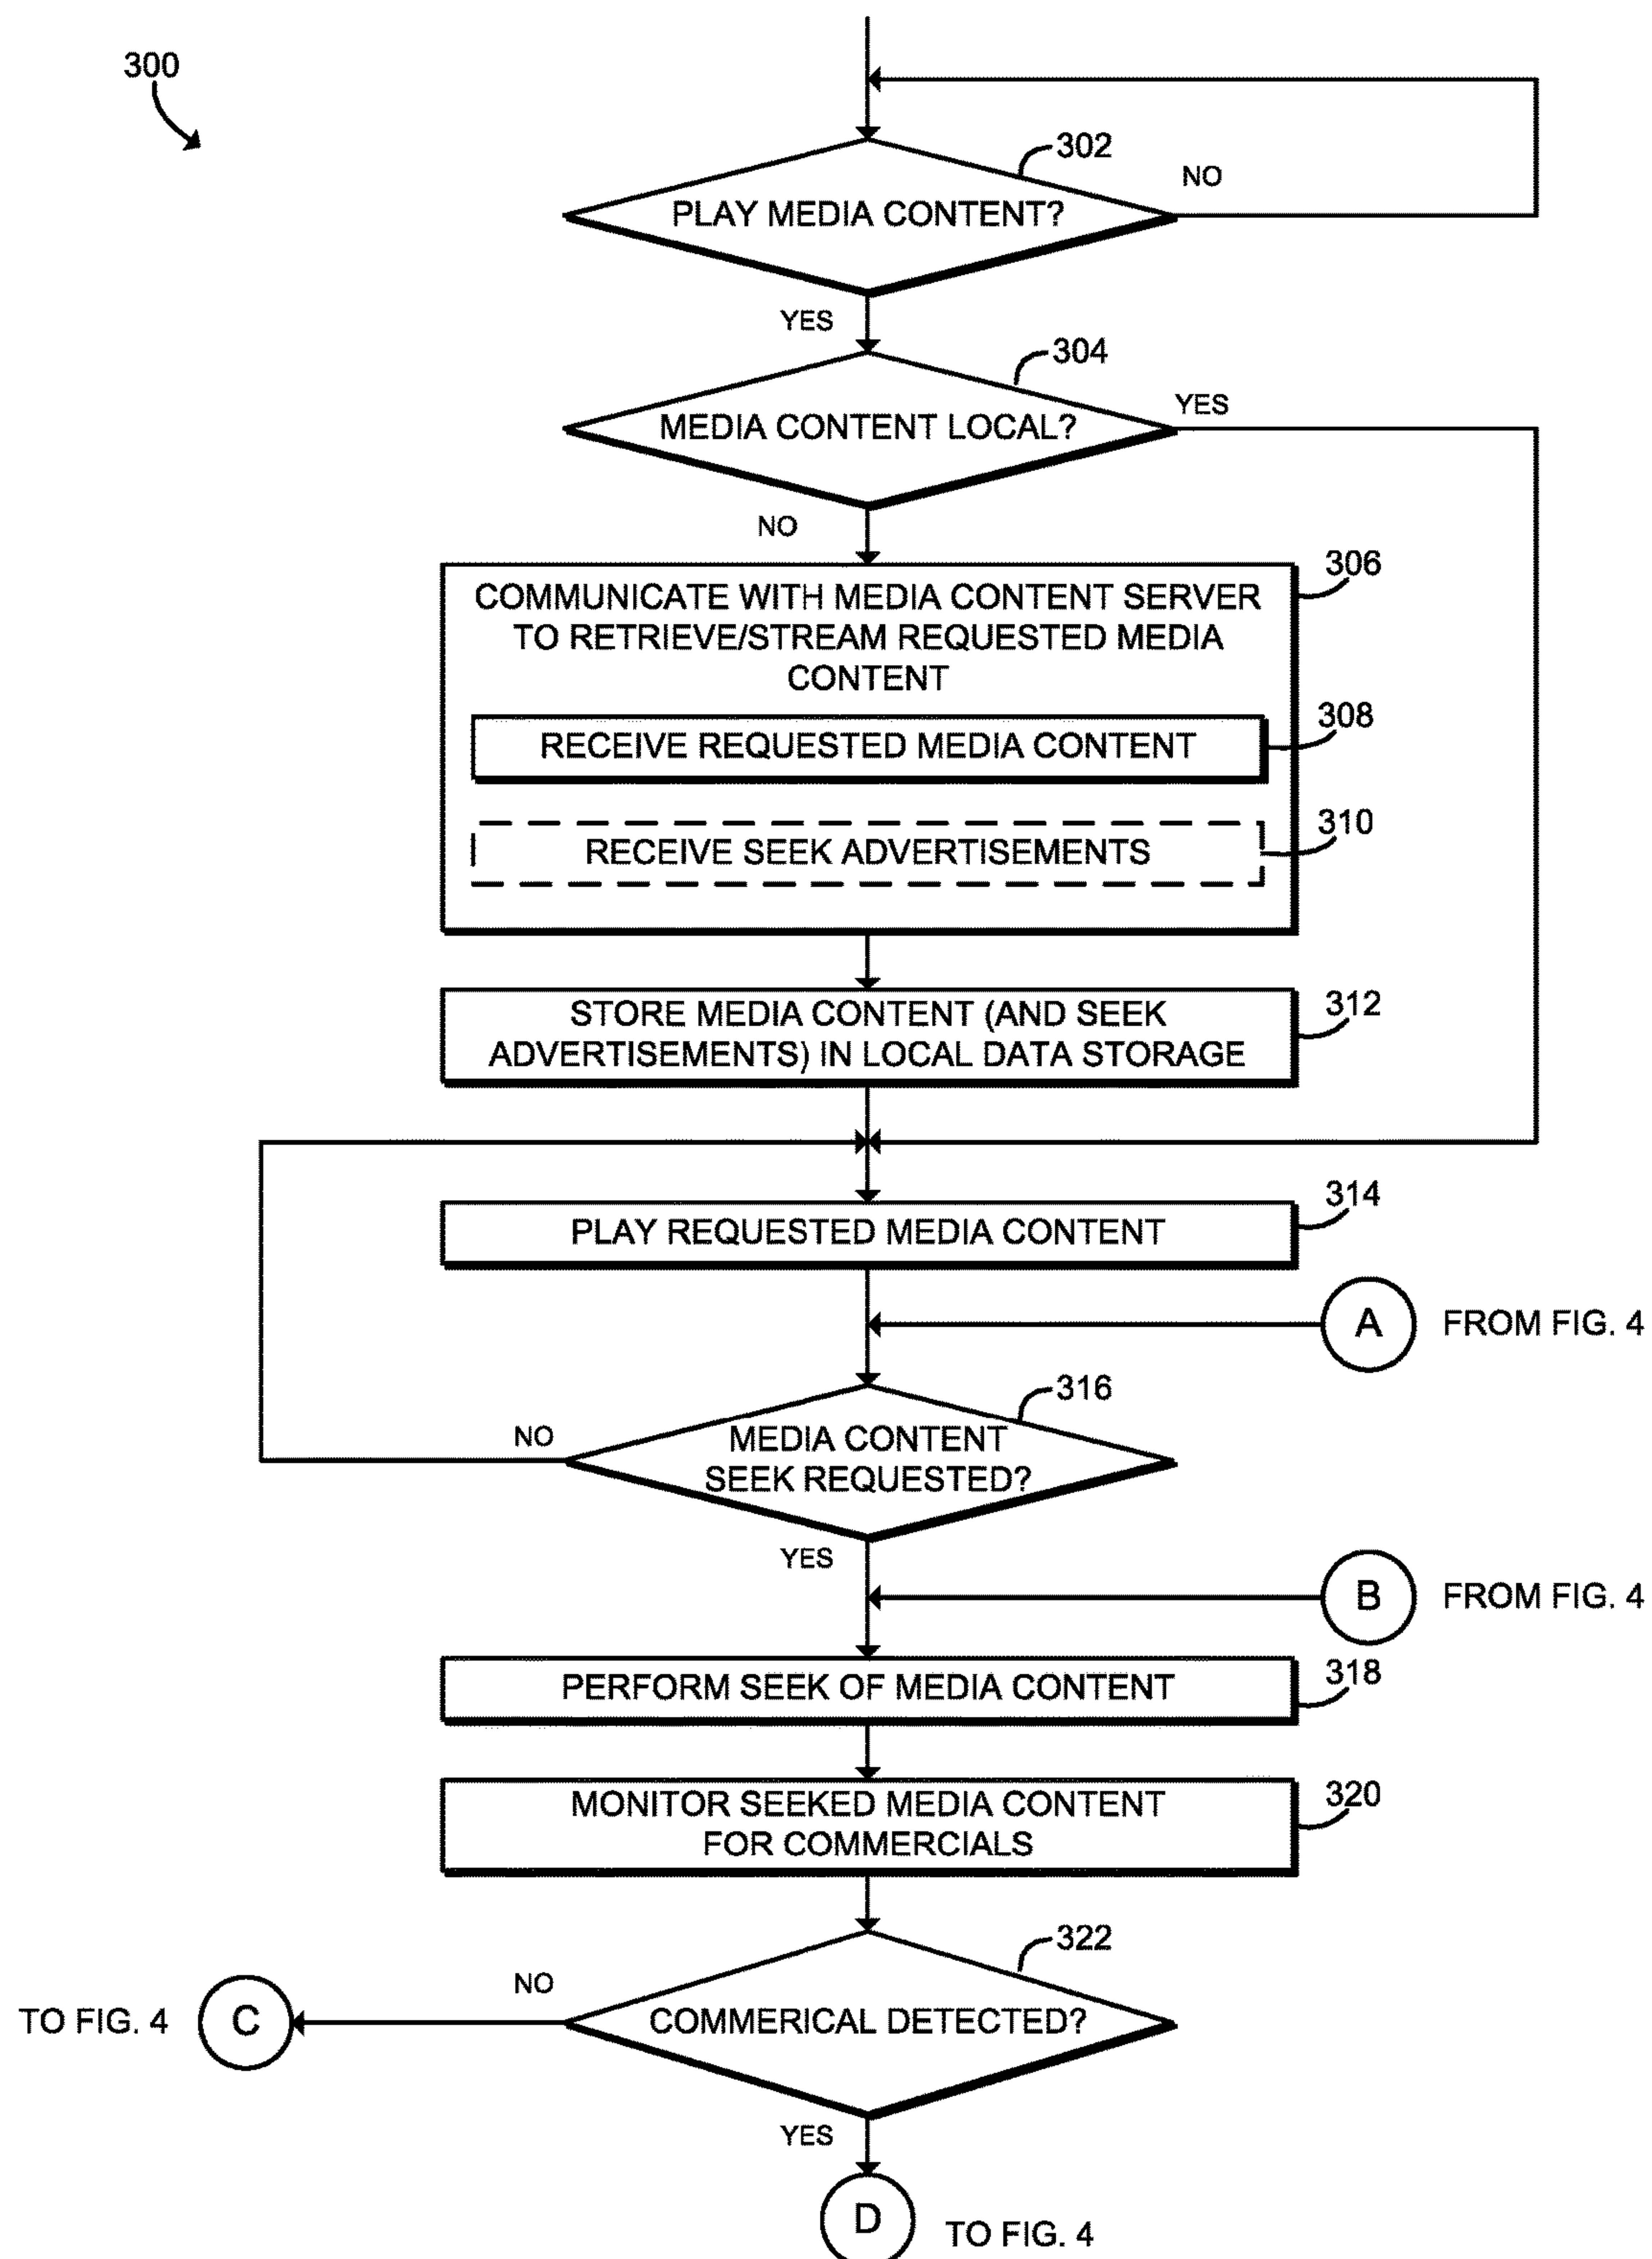 300
302
NO
PLAY MEDIA CONTENT?
YES
304
YES
MEDIA CONTENT LOCAL?
NO
306
COMMUNICATE WITH MEDIA CONTENT SERVER
TO RETRIEVE/STREAM REQUESTED MEDIA
CONTENT
308
RECEIVE REQUESTED MEDIA CONTENT
310
RECEIVE SEEK ADVERTISEMENTS
312
STORE MEDIA CONTENT (AND SEEK
ADVERTISEMENTS) IN LOCAL DATA STORAGE
314
PLAY REQUESTED MEDIA CONTENT
A FROM FIG. 4
316
NO
MEDIA CONTENT
SEEK REQUESTED?
YES
B FROM FIG. 4
318
PERFORM SEEK OF MEDIA CONTENT
320
MONITOR SEEKED MEDIA CONTENT
FOR COMMERCIALS
322
NO
TO FIG. 4 C
COMMERICAL DETECTED?
YES
D TO FIG. 4